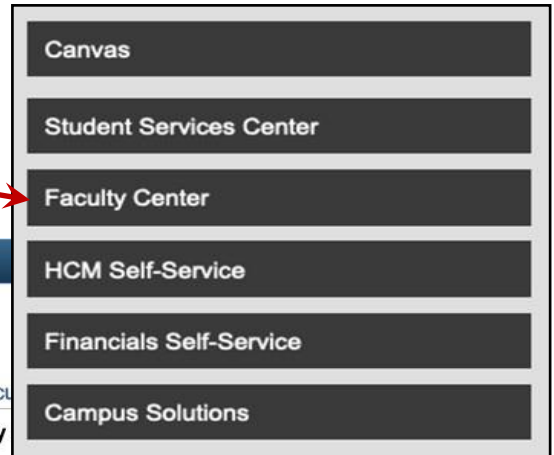 Canvas
Student Services Center
Faculty Center
HCM Self-Service
Financials Self-Service
Campus Solutions